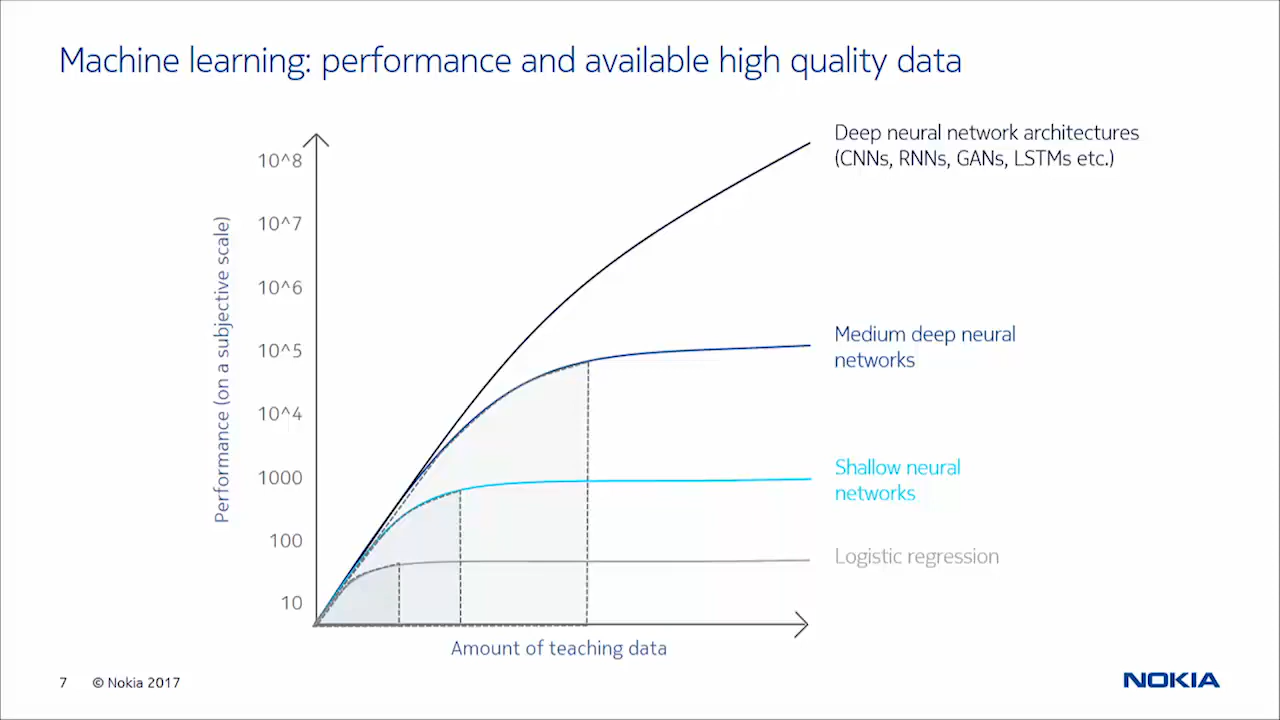 Machine learning: performance and available high quality data
Deep neural network architectures
(CNNs, RNNs, GANs, LSTMs etc.)
10^8
10^7
10^6
10^5
10^4
1000
100
10
Performance (on a subjective scale)
Medium deep neural
networks
Shallow neural
networks
Logistic regression
Amount of teaching data
7 © Nokia 2017
NOKIA